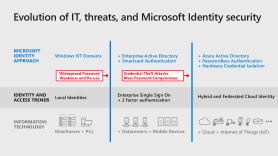 Evolution of IT, threats, and Microsoft Identity security
MICROSOFT
IDENTITY
APPROACH
Windows NT Domains
+ Enterprise Active Directory
+ Smartcard Authentication
+ Azure Active Directory
+ Passwordless Authentication
+ Hardware Credential Isolation
Widespread Password
Weakness and Re-use
Credential Theft Attacks
Mass Password Compromise
IDENTITY AND
ACCESS TRENDS
Local Identities
Enterprise Single Sign On
+ 2 factor authentication
Hybrid and Federated Cloud Identity
INFORMATION
TECHNOLOGY
Mainframes + PCs
+ Datacenters + Mobile Devices
+ Cloud + Internet of Things (IoT)